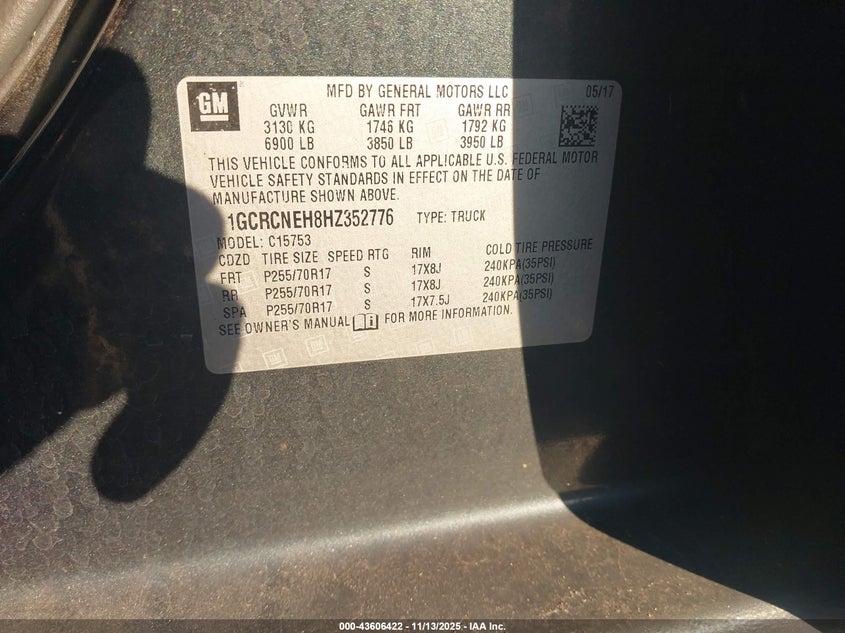 GM
MFD BY GENERAL MOTORS LLC 05/17
GVWR GAWR FRT GAWR RR
3130 KG 1746 KG 1792 KG
6900 LB 3850 LB 3950 LB
THIS VEHICLE CONFORMS TO ALL APPLICABLE U.S. FEDERAL MOTOR
VEHICLE SAFETY STANDARDS IN EFFECT ON THE DATE OF
MANUFACTURE SHOWN ABOVE.
1GCRCNEH8HZ352776 TYPE: TRUCK
MODEL: C15753
CDZD TIRE SIZE SPEED RTG RIM COLD TIRE PRESSURE
FRT P255/70R17 S 17X8J 240KPA(35PSI)
RR P255/70R17 S 17X8J 240KPA(35PSI)
SPA P255/70R17 S 17X7.5J 240KPA(35PSI)
SEE OWNER'S MANUAL FOR MORE INFORMATION.
000-43606422 - 11/13/2025 - IAA Inc.